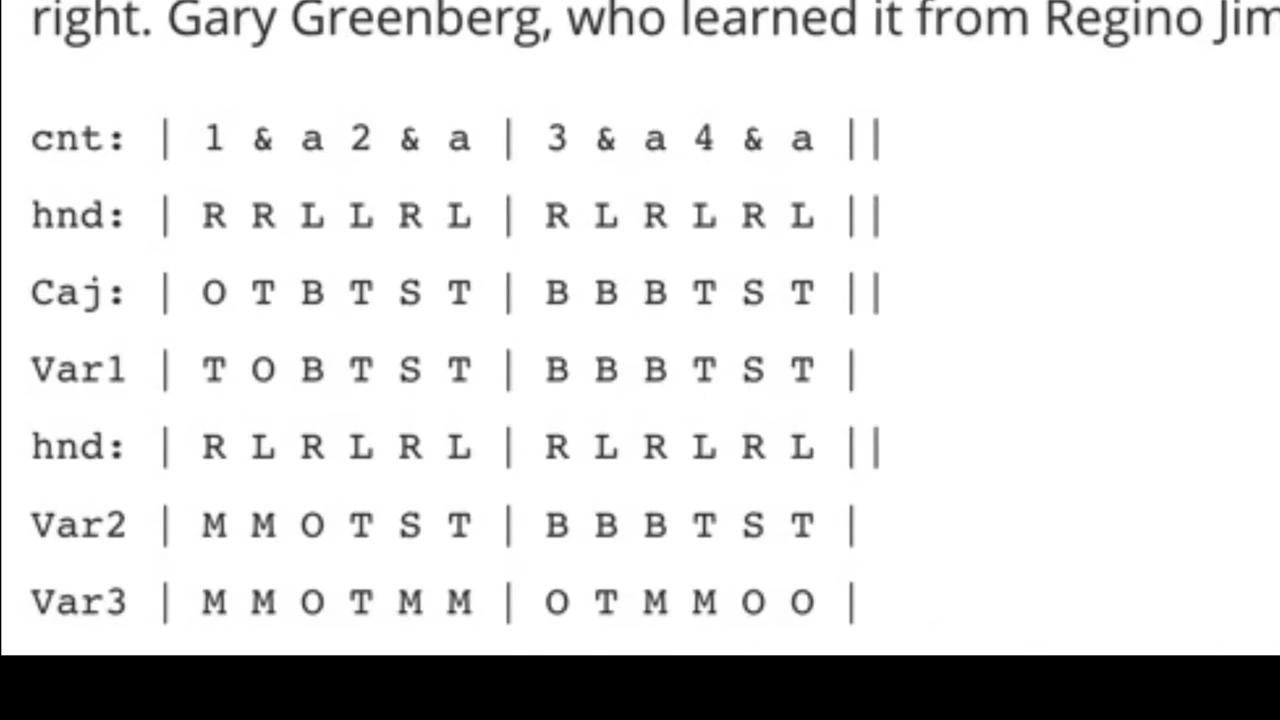 right. Gary Greenberg, who learned it from Regino Jim
cnt: | 1 & a 2 & a | 3 & a 4 & a ||
hnd: | R R L L R L | R L R L R L ||
Caj: | O T B T S T | B B B T S T ||
Var1 | T O B T S T | B B B T S T |
hnd: | R L R L R L | R L R L R L ||
Var2 | M M O T S T | B B B T S T |
Var3 | M M O T M M | O T M M O O |